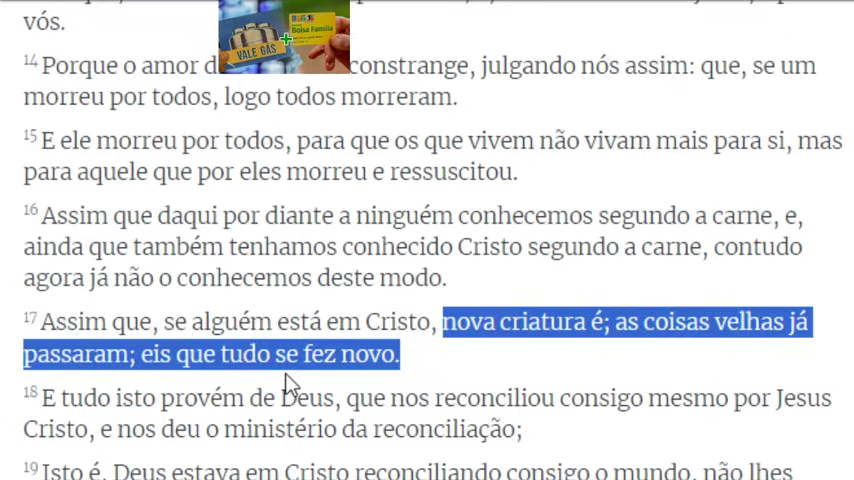 vós.
VALE GÁS
BRASIL
Bolsa Família
14 Porque o amor d constrange, julgando nós assim: que, se um
morreu por todos, logo todos morreram.
15 E ele morreu por todos, para que os que vivem não vivam mais para si, mas
para aquele que por eles morreu e ressuscitou.
16 Assim que daqui por diante a ninguém conhecemos segundo a carne, e,
ainda que também tenhamos conhecido Cristo segundo a carne, contudo
agora já não o conhecemos deste modo.
17 Assim que, se alguém está em Cristo, nova criatura é; as coisas velhas já
passaram; eis que tudo se fez novo.
18 E tudo isto provém de Deus, que nos reconciliou consigo mesmo por Jesus
Cristo, e nos deu o ministério da reconciliação;
19 Isto é, Deus estava em Cristo reconciliando consigo o mundo, não lhes